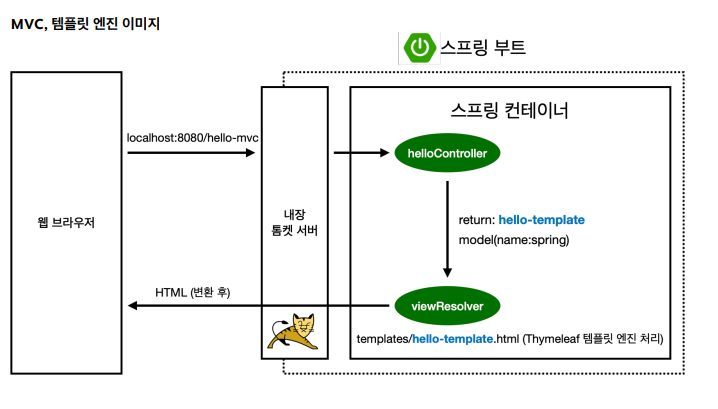 MVC, 템플릿 엔진 이미지
스프링 부트
스프링 컨테이너
localhost:8080/hello-mvc
helloController
웹 브라우저
내장
톰켓 서버
return: hello-template
model(name:spring)
HTML (변환 후)
viewResolver
templates/hello-template.html (Thymeleaf 템플릿 엔진 처리)